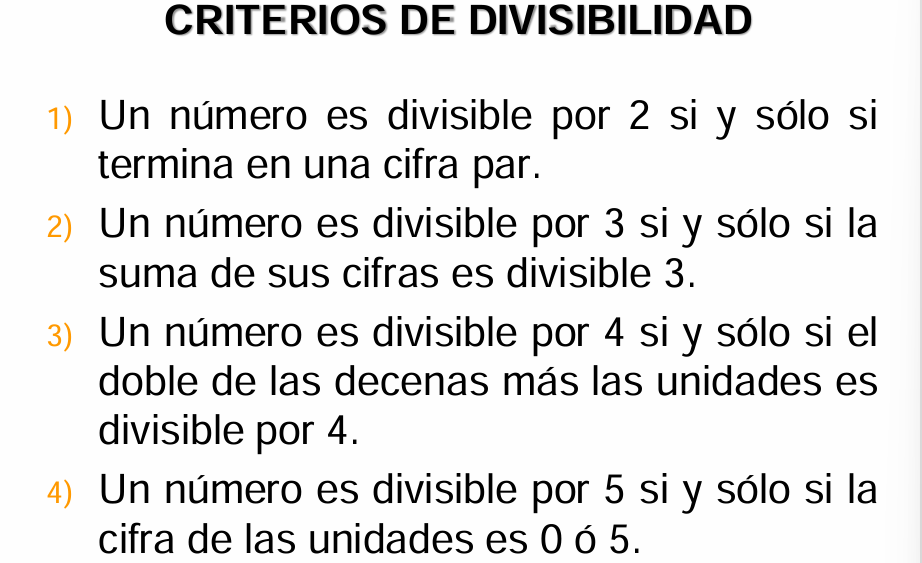 CRITERIOS DE DIVISIBILIDAD
1) Un número es divisible por 2 si y sólo si
termina en una cifra par.
2) Un número es divisible por 3 si y sólo si la
suma de sus cifras es divisible 3.
3) Un número es divisible por 4 si y sólo si el
doble de las decenas más las unidades es
divisible por 4.
4) Un número es divisible por 5 si y sólo si la
cifra de las unidades es 0 ó 5.